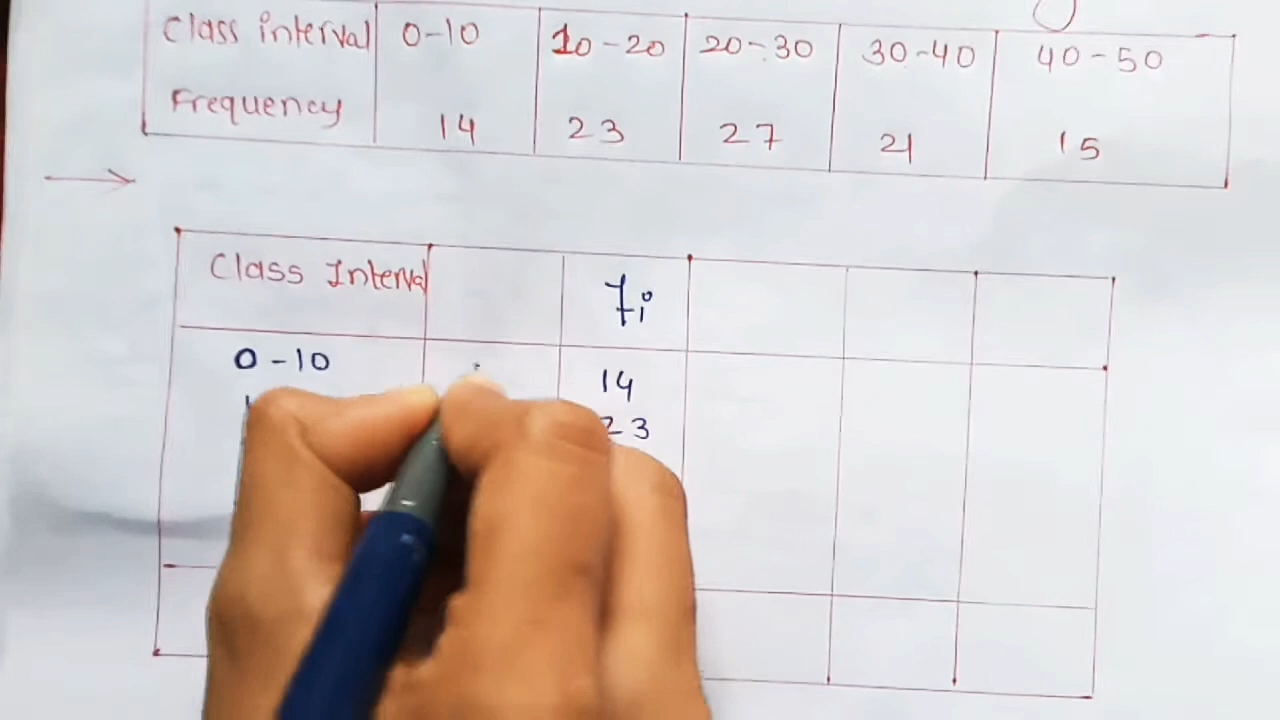 Class interval 0-10 10-20 20-30 30-40 40-50
Frequency 14 23 27 21 15
Class Interval fi
0-10 14
23